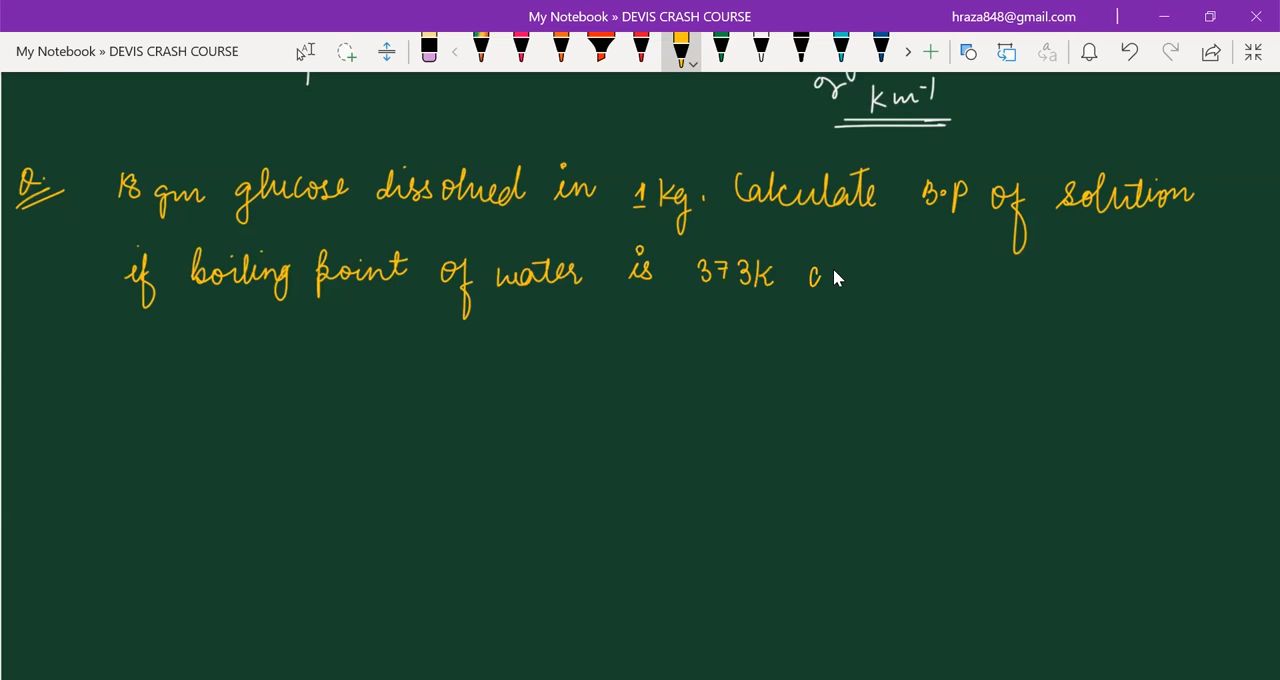 My Notebook » DEVIS CRASH COURSE
hraza848@gmail.com
My Notebook » DEVIS CRASH COURSE
K m⁻¹
Q. 18 gm glucose dissolved in 1 kg. Calculate B.P of solution
if boiling point of water is 373K a